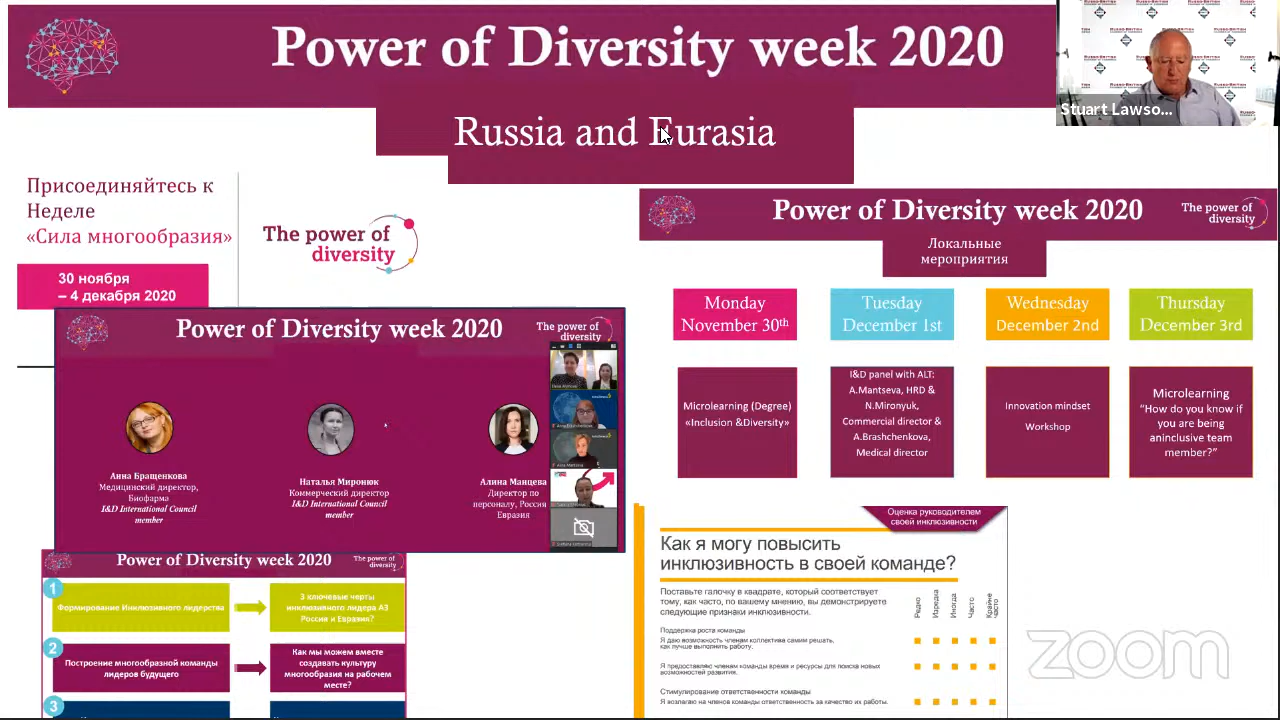 Power of Diversity week 2020
Russia and Eurasia
Stuart Lawso...
Присоединяйтесь к
Неделе
«Сила многообразия»
30 ноября
– 4 декабря 2020
The power of
diversity
Power of Diversity week 2020
The power of
diversity
Локальные
мероприятия
Monday
November 30th
Tuesday
December 1st
Wednesday
December 2nd
Thursday
December 3rd
Microlearning (Degree)
«Inclusion &Diversity»
I&D panel with ALT:
A.Mantseva, HRD &
N.Mironyuk,
Commercial director &
A.Brashchenkova,
Medical director
Innovation mindset
Workshop
Microlearning
“How do you know if
you are being
aninclusive team
member?”
Power of Diversity week 2020
The power of
diversity
Анна Бращенкова
Медицинский директор,
Биофарма
I&D International Council
member
Наталья Миронюк
Коммерческий директор
I&D International Council
member
Алина Манцева
Директор по
персоналу, Россия
Евразия
Power of Diversity week 2020
The power of
diversity
1
Формирование Инклюзивного лидерства
3 ключевые черты
инклюзивного лидера АЗ
Россия и Евразия?
2
Построение многообразной команды
лидеров будущего
Как мы можем вместе
создавать культуру
многообразия на рабочем
месте?
3
Оценка руководителем
своей инклюзивности
Как я могу повысить
инклюзивность в своей команде?
Поставьте галочку в квадрате, который соответствует
тому, как часто, по вашему мнению, вы демонстрируете
следующие признаки инклюзивности.
Редко
Изредка
Иногда
Часто
Крайне
часто
Поддержка роста команды
Я даю возможность членам коллектива самим решать,
как лучше выполнить работу.
Я предоставляю членам команды время и ресурсы для поиска новых
возможностей развития.
Стимулирование ответственности команды
Я возлагаю на членов команды ответственность за качество их работы.
zoom